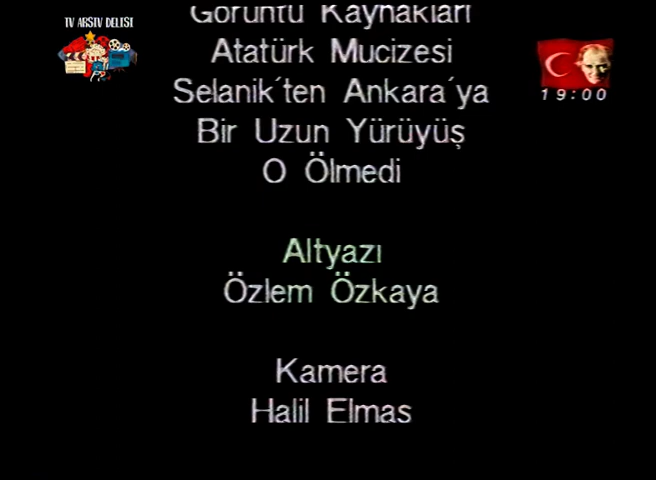 TV ARŞİV DELİSİ
Görüntü Kaynakları
Atatürk Mucizesi
Selanik´ten Ankara´ya
Bir Uzun Yürüyüş
O Ölmedi
19:00
Altyazı
Özlem Özkaya
Kamera
Halil Elmas